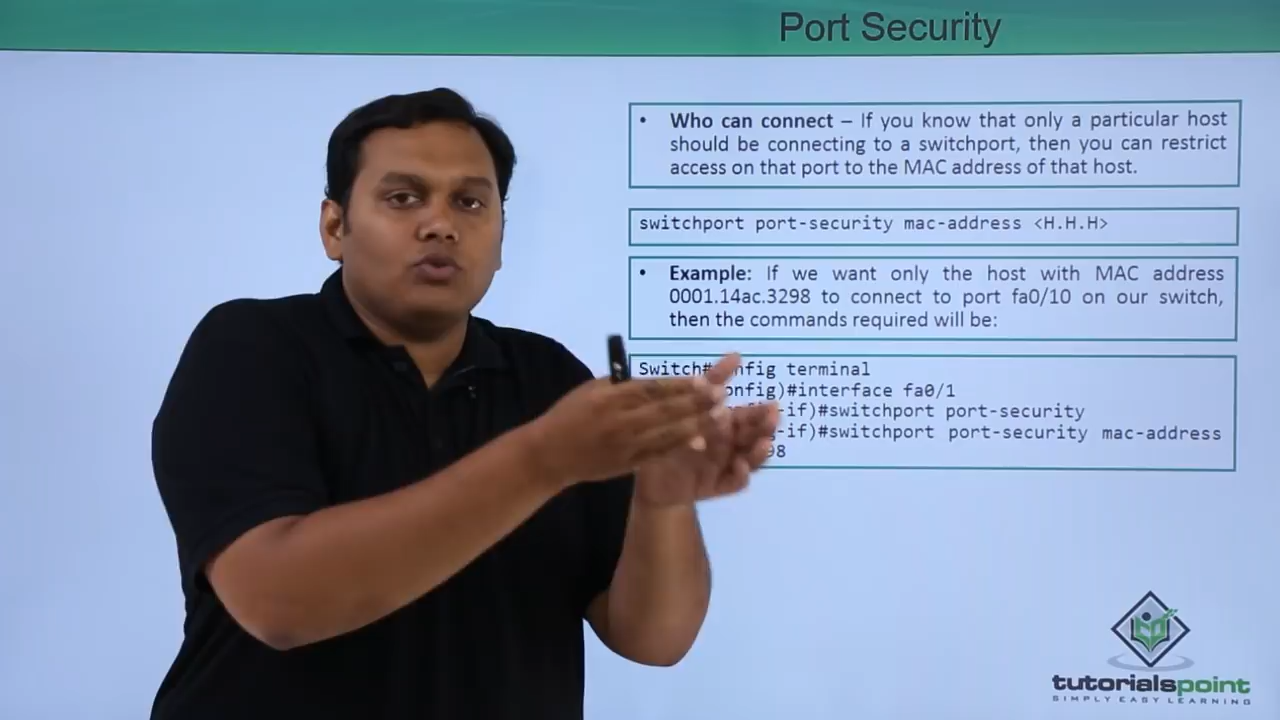 Port Security
• Who can connect – If you know that only a particular host
should be connecting to a switchport, then you can restrict
access on that port to the MAC address of that host.
switchport port-security mac-address <H.H.H>
• Example: If we want only the host with MAC address
0001.14ac.3298 to connect to port fa0/10 on our switch,
then the commands required will be:
Switch# nfig terminal
onfig)#interface fa0/1
-if)#switchport port-security
g-if)#switchport port-security mac-address
98
tutorialspoint
SIMPLY EASY LEARNING